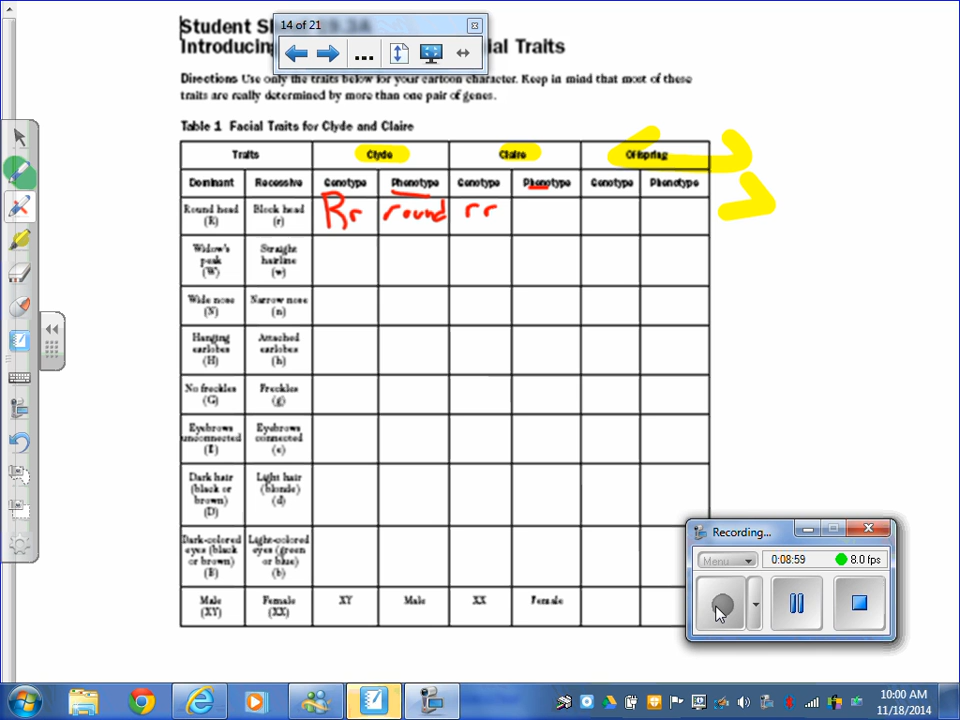 Student S
14 of 21
Introducing
ial Traits
...
Directions Use only the traits below for your cartoon character. Keep in mind that most of these
traits are really determined by more than one pair of genes.
Table 1 Facial Traits for Clyde and Claire
Traits Clyde Claire Offspring
Dominant Recessive Genotype Phenotype Genotype Phenotype Genotype Phenotype
Round head Block head Rr round rr
(R) (r)
Widow's Straight
peak hairline
(W) (w)
Wide nose Narrow nose
(N) (n)
Hanging Attached
earlobes earlobes
(H) (h)
No freckles Freckles
(G) (g)
Eyebrows Eyebrows
unconnected connected
(E) (e)
Dark hair Light hair
(black or (blonde)
brown) (d)
(D)
Dark-colored Light-colored
eyes (black eyes (green
or brown) or blue)
(B) (b)
Male Female XY Male XX Female
(XY) (XX)
Recording...
Menu 0:08:59 8.0 fps
10:00 AM
11/18/2014